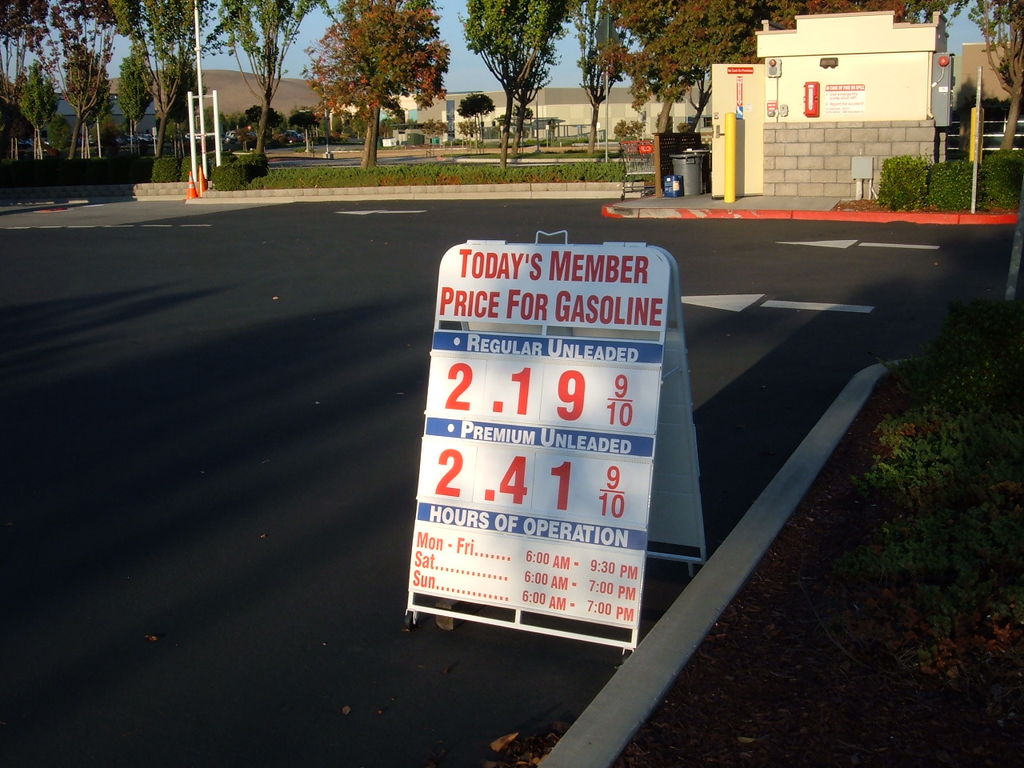 TODAY'S MEMBER
PRICE FOR GASOLINE
• REGULAR UNLEADED
2.19 9/10
• PREMIUM UNLEADED
2.41 9/10
HOURS OF OPERATION
Mon - Fri....... 6:00 AM - 9:30 PM
Sat.............. 6:00 AM - 7:00 PM
Sun.............. 6:00 AM - 7:00 PM